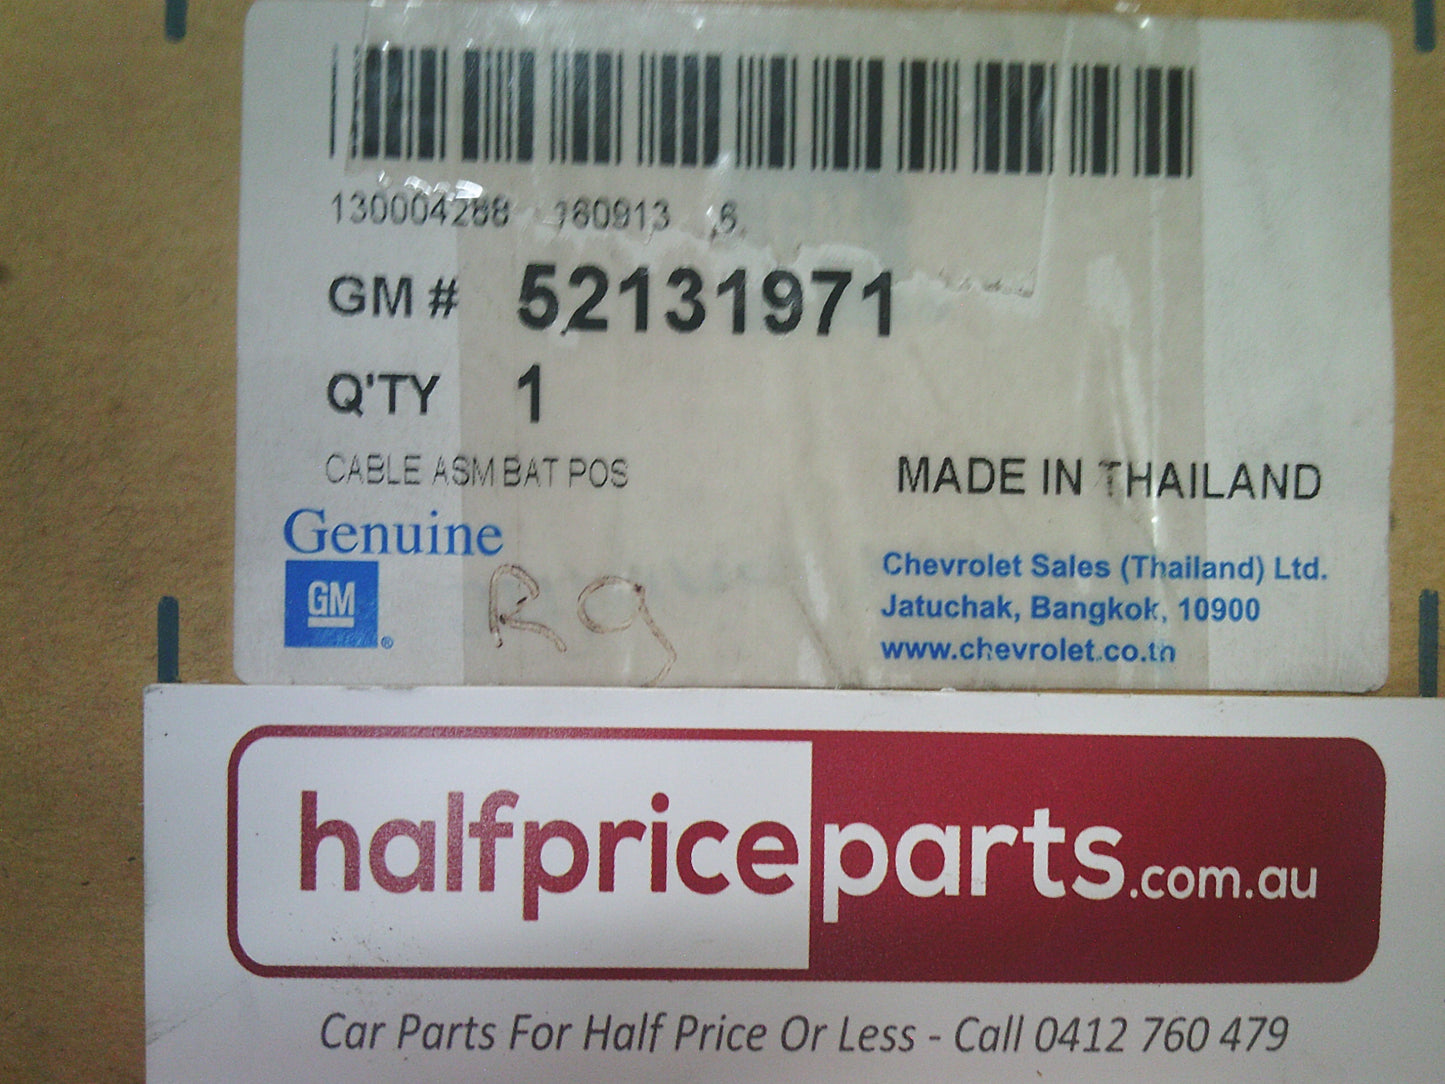 130004288 160913
GM # 52131971
Q'TY 1
CABLE ASM BAT POS
MADE IN THAILAND
Genuine
GM ®
R9
Chevrolet Sales (Thailand) Ltd.
Jatuchak, Bangkok, 10900
www.chevrolet.co.th
halfpriceparts.com.au
Car Parts For Half Price Or Less - Call 0412 760 479